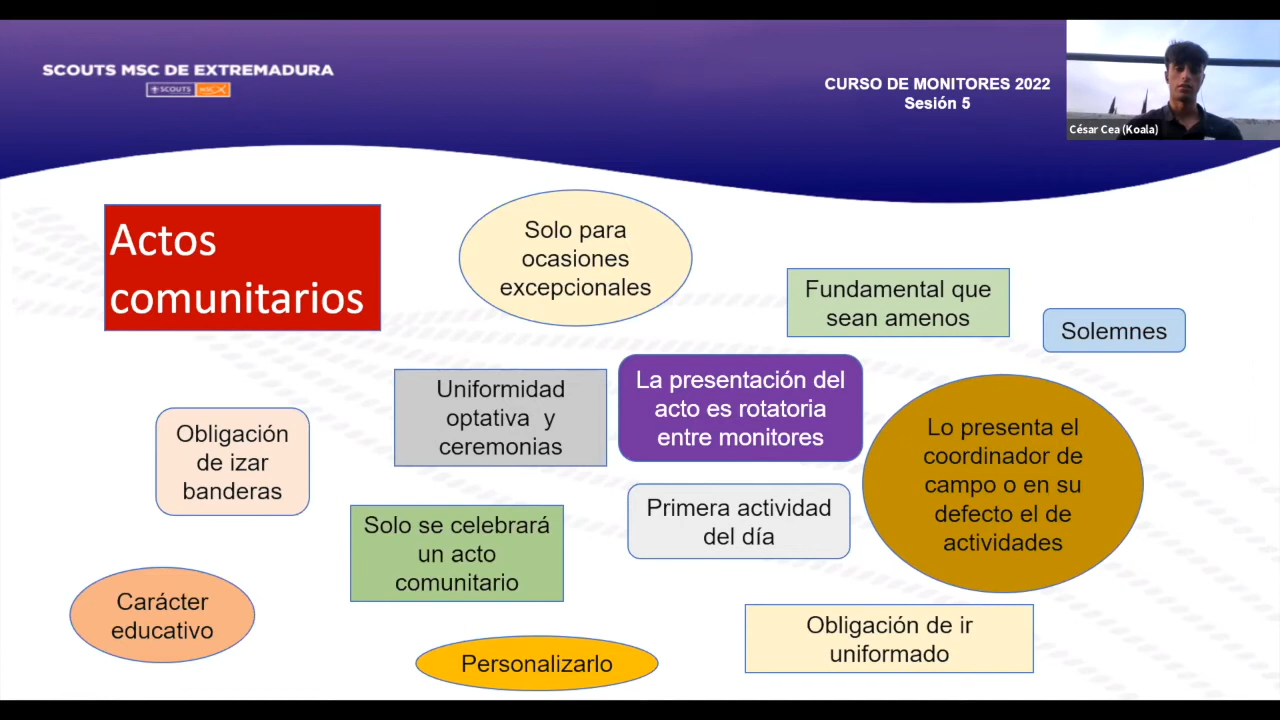 SCOUTS MSC DE EXTREMADURA
SCOUTS MSC
CURSO DE MONITORES 2022
Sesión 5
César Cea (Koala)
Actos
comunitarios
Solo para
ocasiones
excepcionales
Fundamental que
sean amenos
Solemnes
Uniformidad
optativa y
ceremonias
La presentación del
acto es rotatoria
entre monitores
Obligación
de izar
banderas
Lo presenta el
coordinador de
campo o en su
defecto el de
actividades
Primera actividad
del día
Solo se celebrará
un acto
comunitario
Carácter
educativo
Personalizarlo
Obligación de ir
uniformado